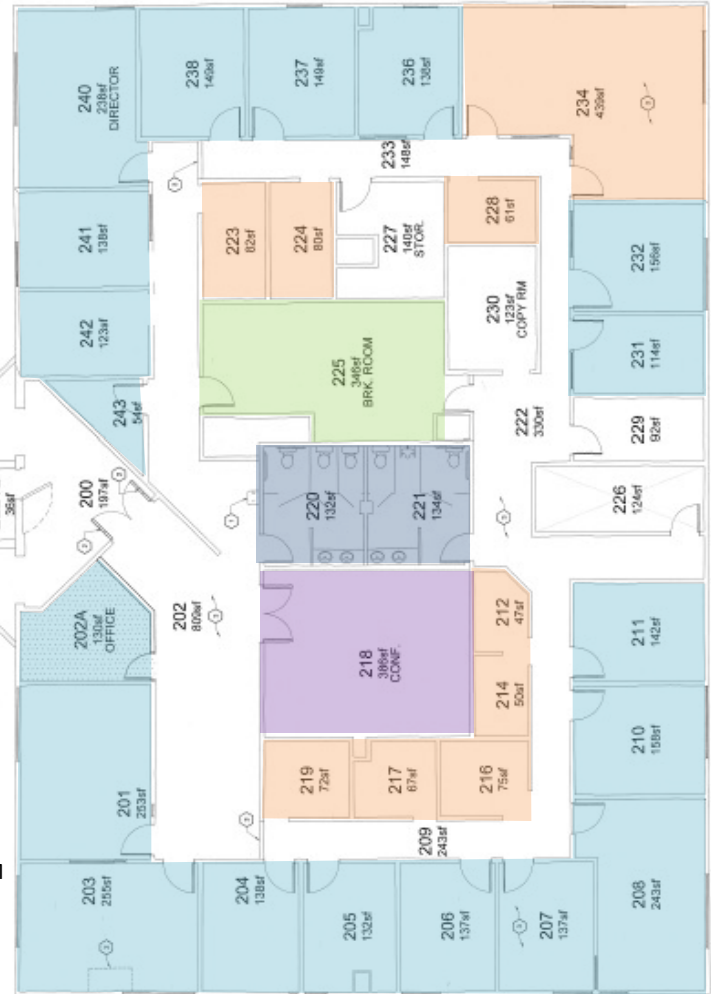 240
238sf
DIRECTOR
238
149sf
237
149sf
236
138sf
234
439sf
233
148sf
241
138sf
223
82sf
224
80sf
227
140sf
STOR.
228
61sf
232
156sf
242
123sf
230
123sf
COPY RM
231
114sf
225
346sf
BRK. ROOM
243
54sf
222
330sf
229
92sf
36sf
200
197sf
220
132sf
221
134sf
226
124sf
202A
130sf
OFFICE
202
809sf
218
386sf
CONF.
212
47sf
211
142sf
214
50sf
210
158sf
201
253sf
219
72sf
217
67sf
216
75sf
209
243sf
203
255sf
204
138sf
205
132sf
206
137sf
207
137sf
208
243sf